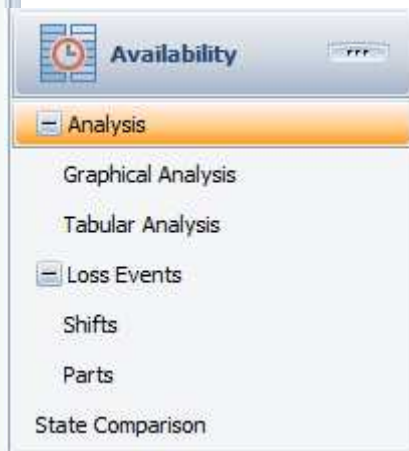 Availability
Analysis
Graphical Analysis
Tabular Analysis
Loss Events
Shifts
Parts
State Comparison